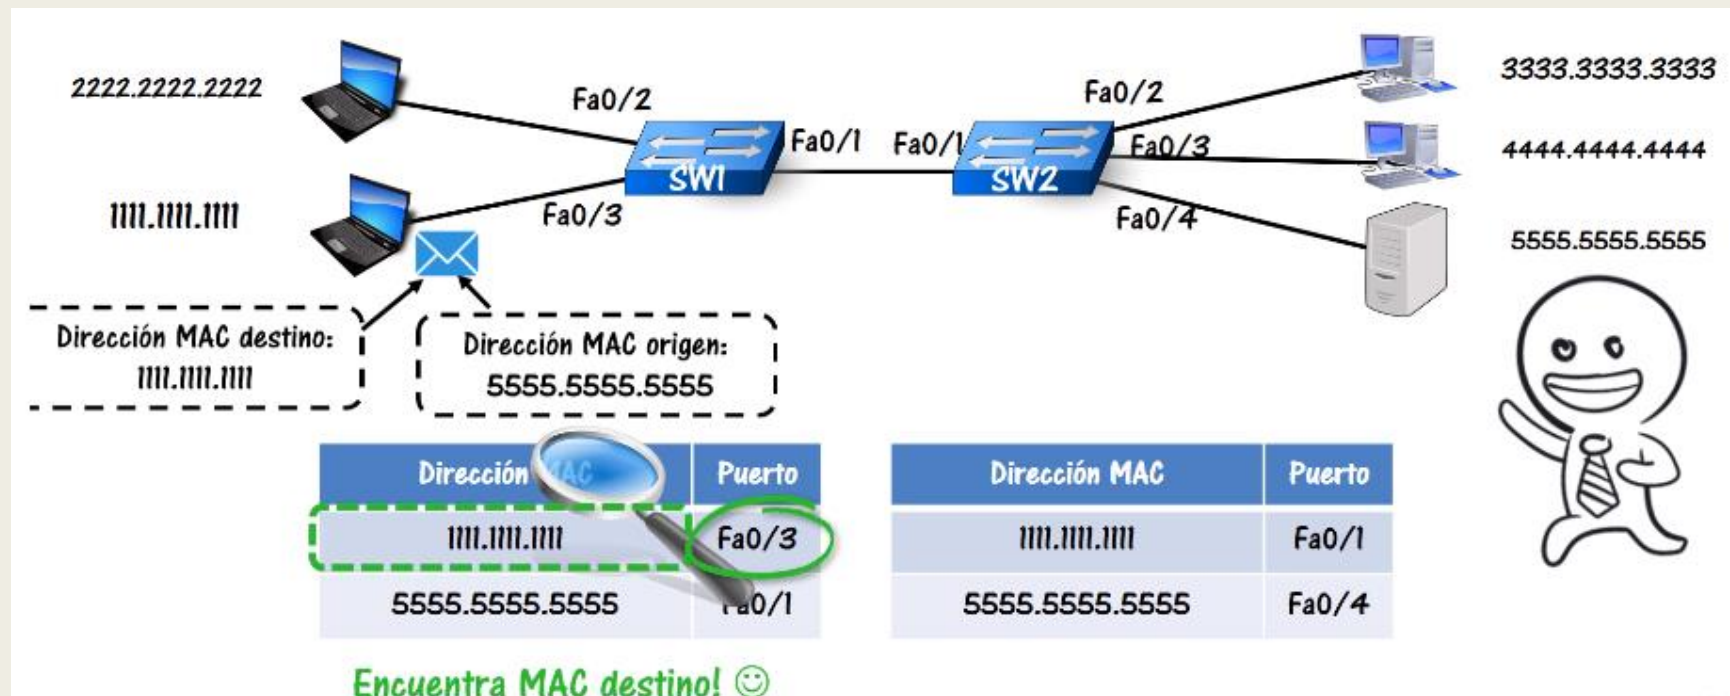 2222.2222.2222
Fa0/2
Fa0/2
3333.3333.3333
Fa0/1
Fa0/1
Fa0/3
4444.4444.4444
SW1
SW2
1111.1111.1111
Fa0/3
Fa0/4
5555.5555.5555
Dirección MAC destino:
1111.1111.1111
Dirección MAC origen:
5555.5555.5555
Dirección MAC Puerto
1111.1111.1111 Fa0/3
5555.5555.5555 Fa0/1
Dirección MAC Puerto
1111.1111.1111 Fa0/1
5555.5555.5555 Fa0/4
Encuentra MAC destino! ☺